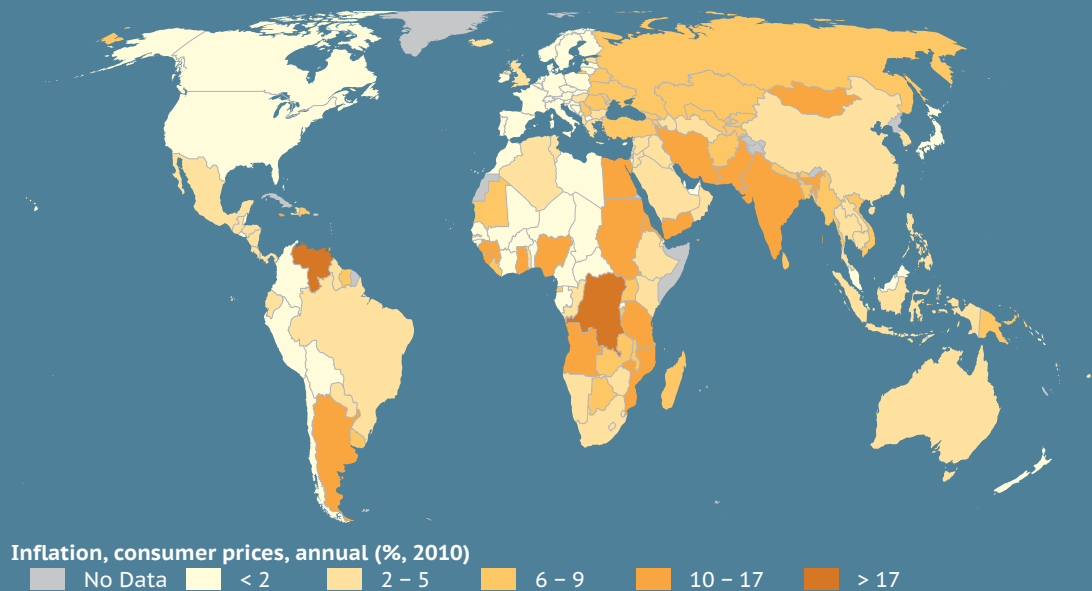 Inflation, consumer prices, annual (%, 2010)
No Data < 2 2 – 5 6 – 9 10 – 17 > 17